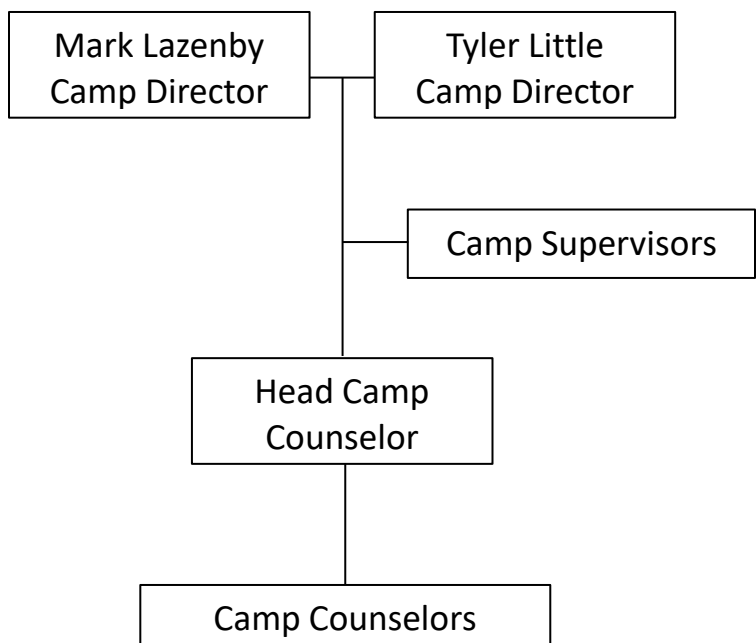 Mark Lazenby
Camp Director
Tyler Little
Camp Director
Camp Supervisors
Head Camp
Counselor
Camp Counselors